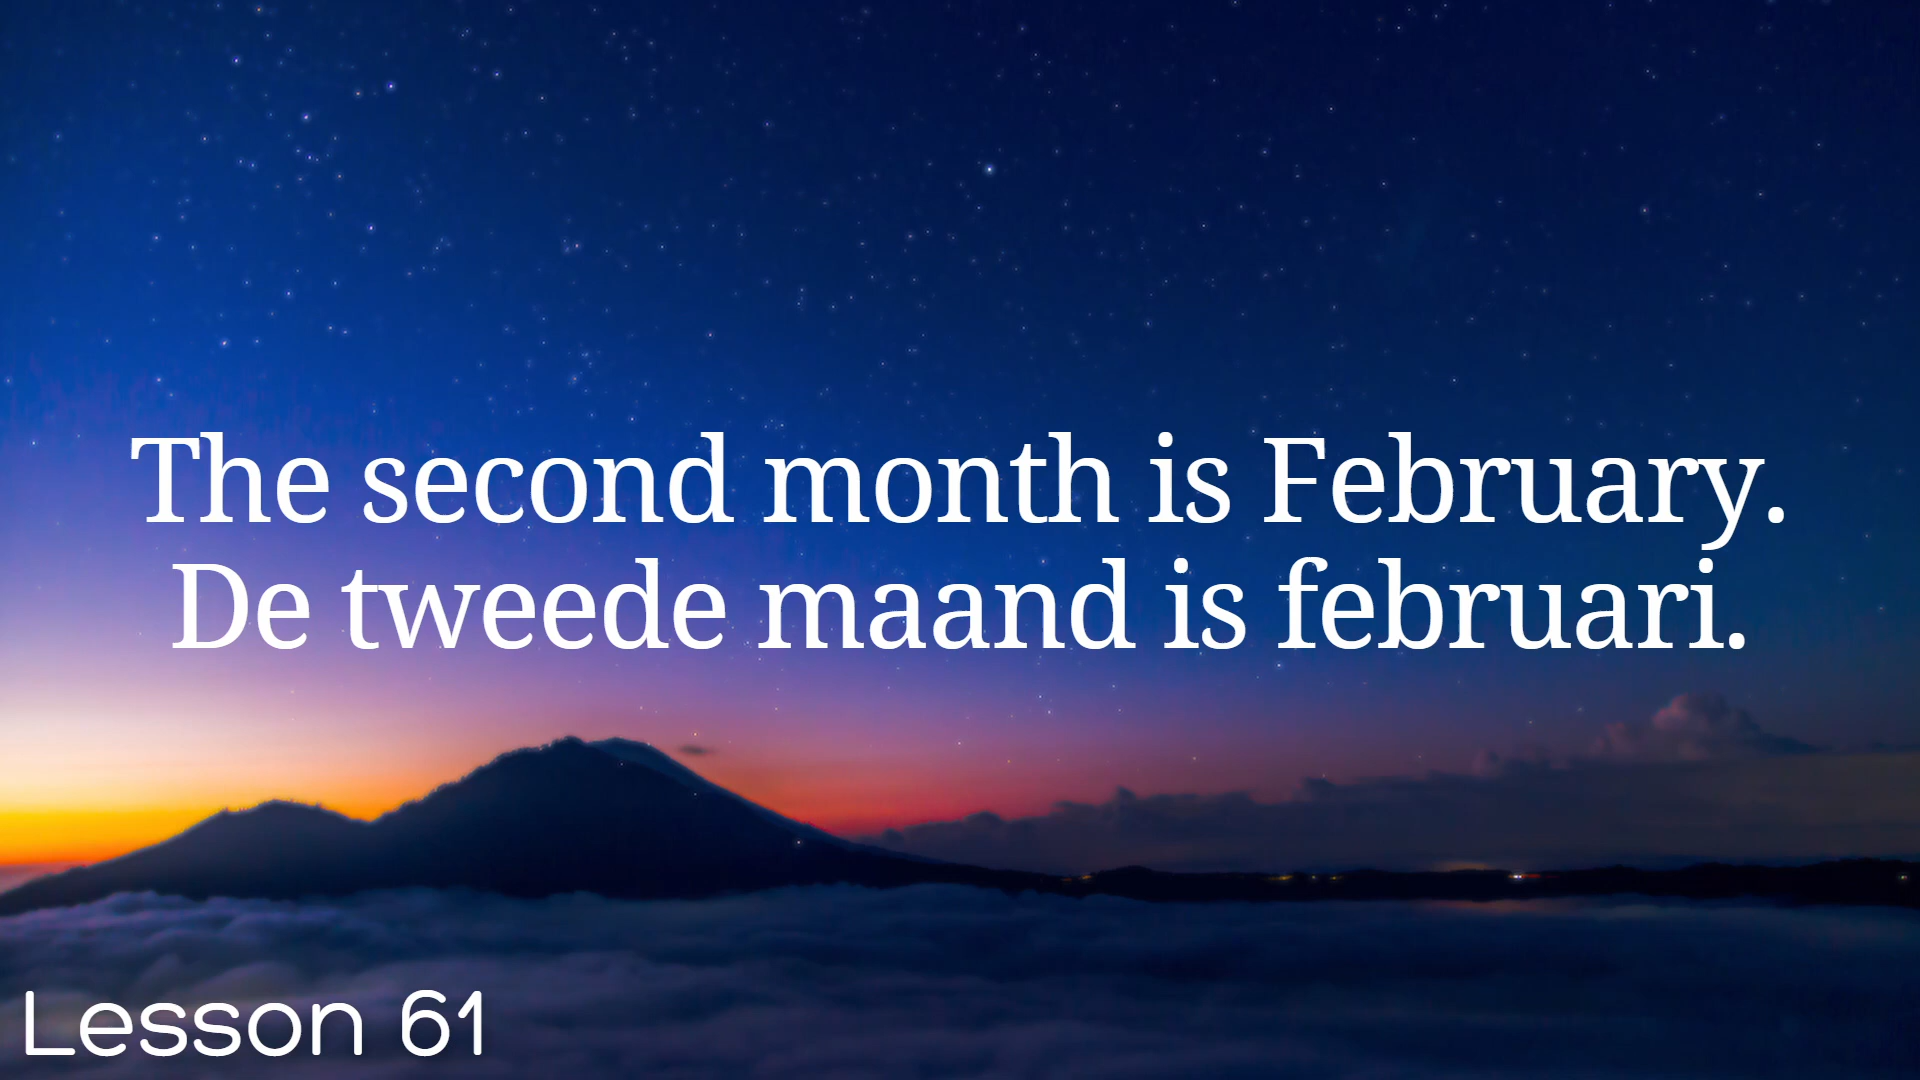 The second month is February.
De tweede maand is februari.
Lesson 61